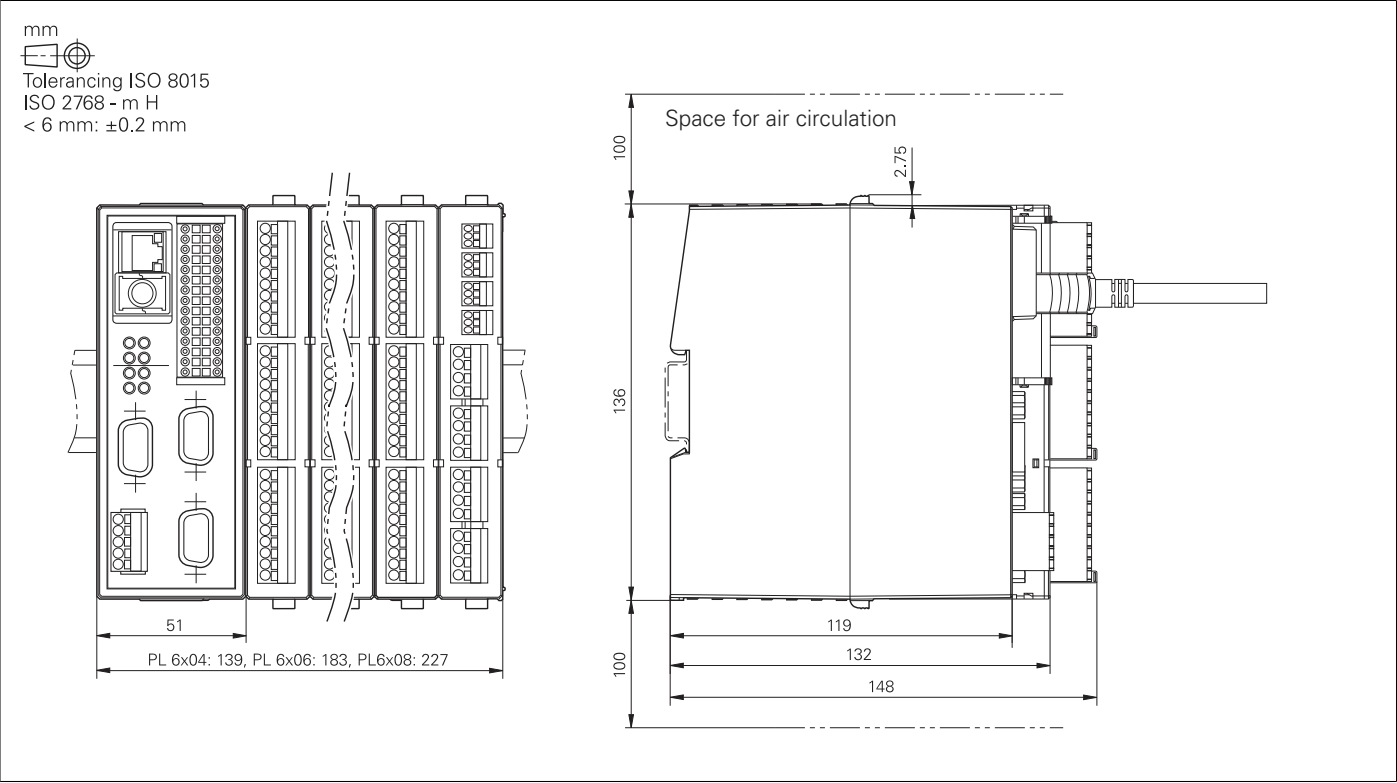 mm
Tolerancing ISO 8015
ISO 2768 - m H
< 6 mm: ±0.2 mm
Space for air circulation
100
2.75
136
51
PL 6x04: 139, PL 6x06: 183, PL6x08: 227
119
132
148
100